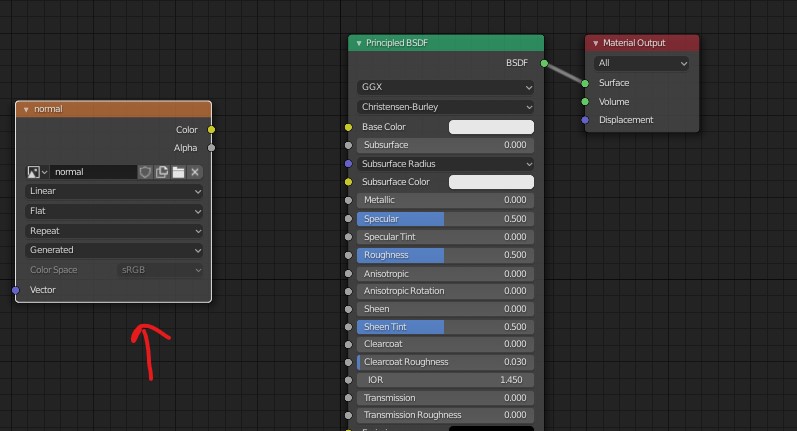 normal
Color
Alpha
normal
Linear
Flat
Repeat
Generated
Color Space sRGB
Vector
Principled BSDF
BSDF
GGX
Christensen-Burley
Base Color
Subsurface 0.000
Subsurface Radius
Subsurface Color
Metallic 0.000
Specular 0.500
Specular Tint 0.000
Roughness 0.500
Anisotropic 0.000
Anisotropic Rotation 0.000
Sheen 0.000
Sheen Tint 0.500
Clearcoat 0.000
Clearcoat Roughness 0.030
IOR 1.450
Transmission 0.000
Transmission Roughness 0.000
Material Output
All
Surface
Volume
Displacement